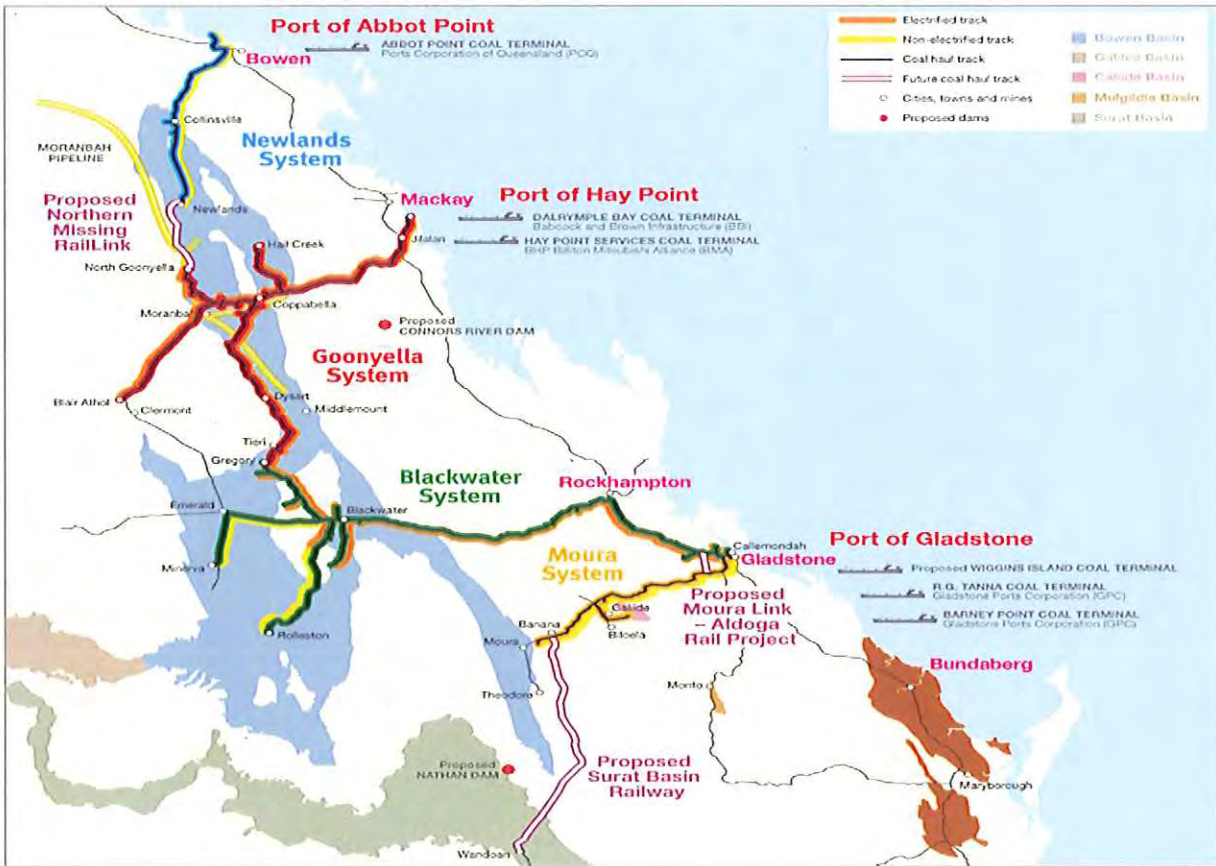 Port of Abbot Point
ABBOT POINT COAL TERMINAL
Ports Corporation of Queensland (PCQ)
Bowen
Collinsville
Newlands
System
MORANBAH
PIPELINE
Proposed
Northern
Missing
RailLink
Newlands
North Goonyella
Hail Creek
Mackay
Jilalan
Port of Hay Point
DALRYMPLE BAY COAL TERMINAL
Babcock and Brown Infrastructure (BBI)
HAY POINT SERVICES COAL TERMINAL
BHP Billiton Mitsubishi Alliance (BMA)
Coppabella
Moranbah
Proposed
CONNORS RIVER DAM
Goonyella
System
Blair Athol
Clermont
Dysart
Middlemount
Tieri
Gregory
Emerald
Blackwater
Blackwater
System
Rockhampton
Minerva
Rolleston
Moura
System
Callemondah
Gladstone
Port of Gladstone
Proposed WIGGINS ISLAND COAL TERMINAL
R.G. TANNA COAL TERMINAL
Gladstone Ports Corporation (GPC)
BARNEY POINT COAL TERMINAL
Gladstone Ports Corporation (GPC)
Proposed
Moura Link
– Aldoga
Rail Project
Callide
Biloela
Banana
Moura
Theodore
Monto
Bundaberg
Maryborough
Proposed
NATHAN DAM
Proposed
Surat Basin
Railway
Wandoan
Electrified track
Non-electrified track
Coal haul track
Future coal haul track
Cities, towns and mines
Proposed dams
Bowen Basin
Galilee Basin
Callide Basin
Mulgildie Basin
Surat Basin